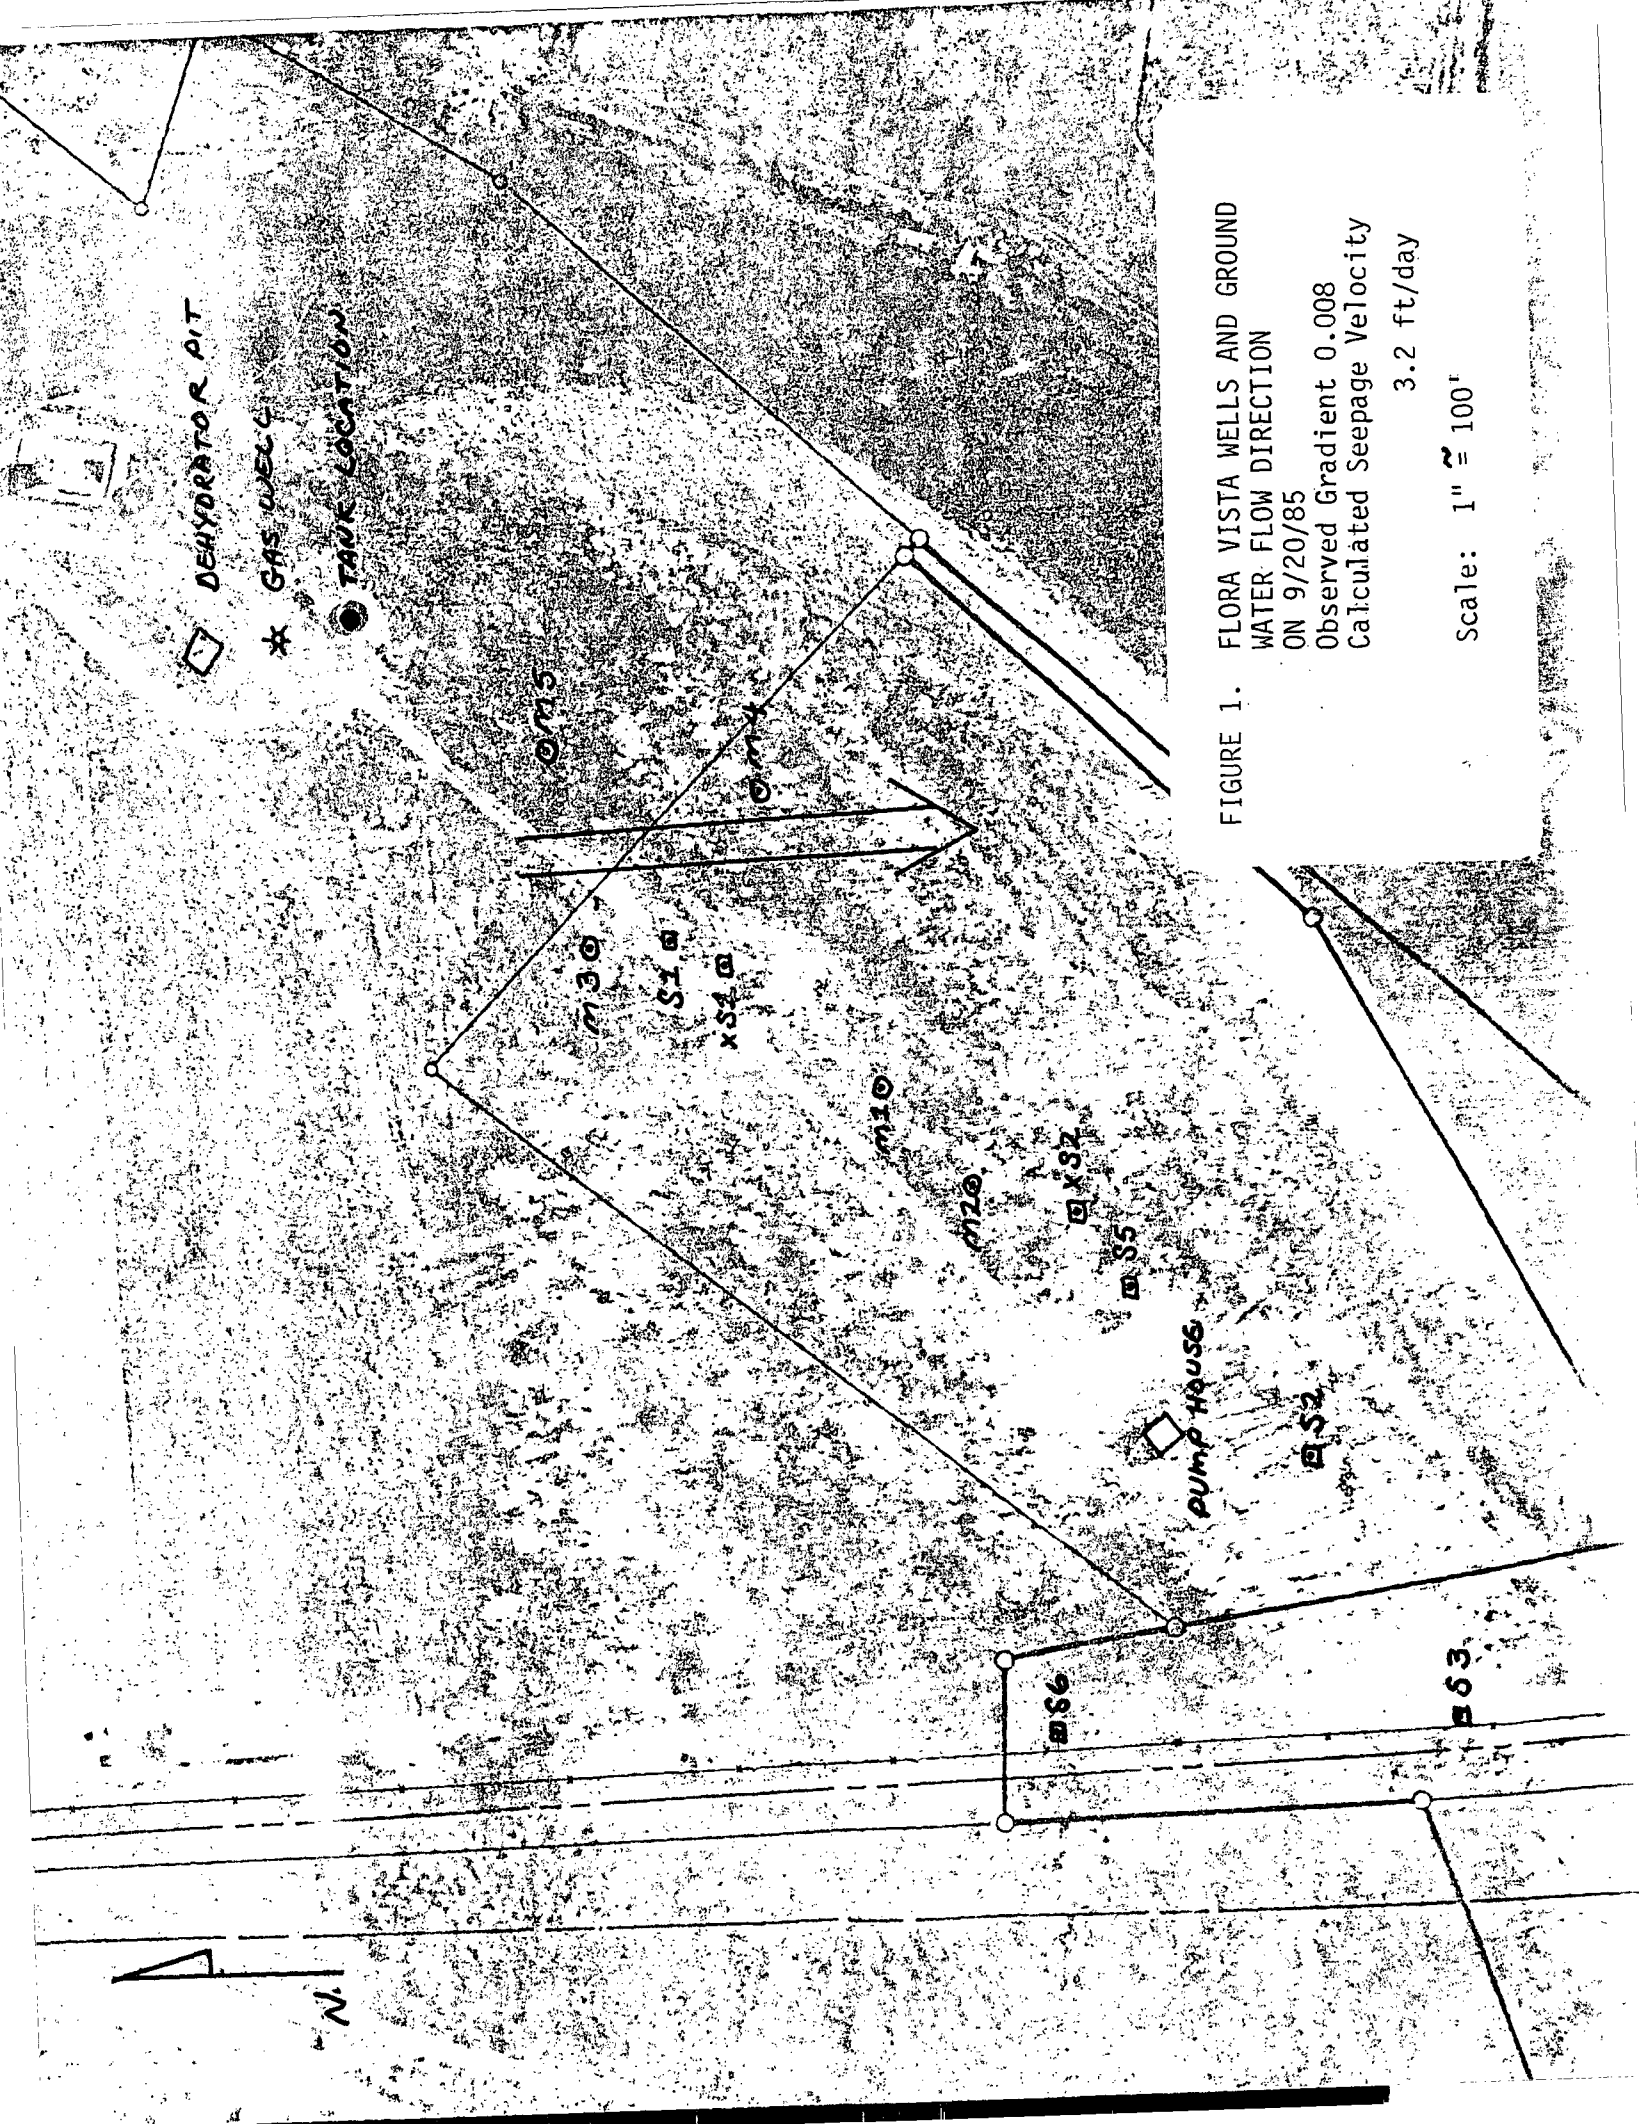 DEHYDRATOR PIT
GAS WELL
TANK LOCATION
M5
M4
M3
S1
XS1
M1
M2
XS2
S5
PUMP HOUSE
S2
S6
S3
N.
FIGURE 1. FLORA VISTA WELLS AND GROUND
WATER FLOW DIRECTION
ON 9/20/85
Observed Gradient 0.008
Calculated Seepage Velocity
3.2 ft/day
Scale: 1" ≅ 100'